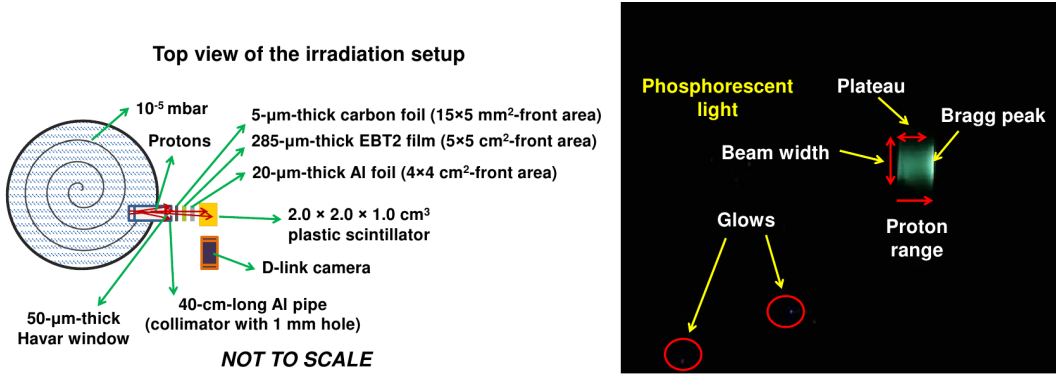 Top view of the irradiation setup
10⁻⁵ mbar
Protons
5-µm-thick carbon foil (15×5 mm²-front area)
285-µm-thick EBT2 film (5×5 cm²-front area)
20-µm-thick Al foil (4×4 cm²-front area)
2.0 × 2.0 × 1.0 cm³
plastic scintillator
D-link camera
40-cm-long Al pipe
(collimator with 1 mm hole)
50-µm-thick
Havar window
NOT TO SCALE
Phosphorescent
light
Plateau
Bragg peak
Beam width
Glows
Proton
range